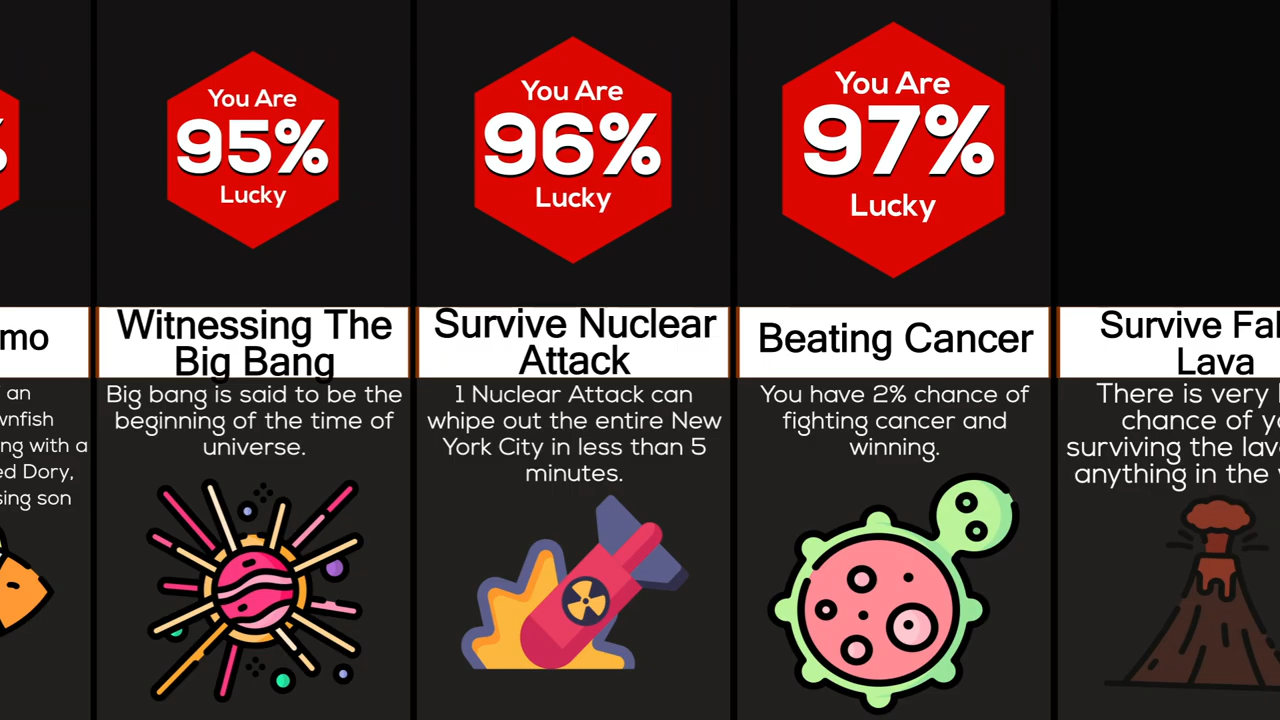 %
mo
an
wnfish
ng with a
ed Dory,
sing son
You Are
95%
Lucky
Witnessing The
Big Bang
Big bang is said to be the
beginning of the time of
universe.
You Are
96%
Lucky
Survive Nuclear
Attack
1 Nuclear Attack can
whipe out the entire New
York City in less than 5
minutes.
You Are
97%
Lucky
Beating Cancer
You have 2% chance of
fighting cancer and
winning.
Survive Fal
Lava
There is very
chance of yo
surviving the lav
anything in the